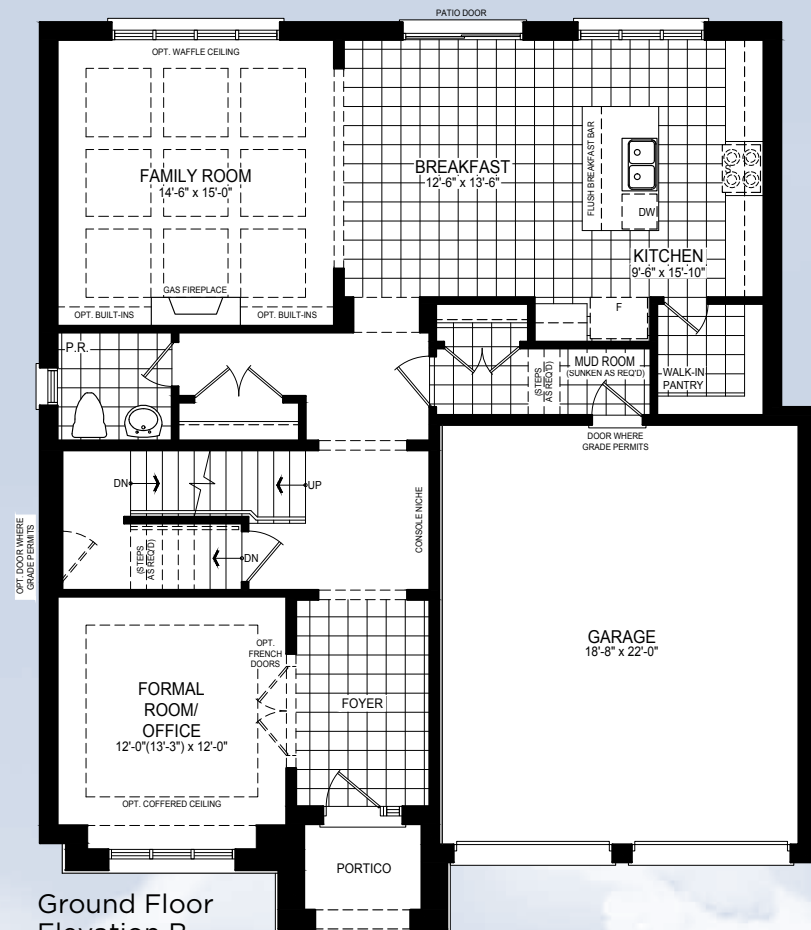 PATIO DOOR
OPT. WAFFLE CEILING
FAMILY ROOM
14'-6" x 15'-0"
GAS FIREPLACE
OPT. BUILT-INS
OPT. BUILT-INS
BREAKFAST
12'-6" x 13'-6"
FLUSH BREAKFAST BAR
DW
KITCHEN
9'-6" x 15'-10"
F
P.R.
MUD ROOM
(SUNKEN AS REQ'D)
(STEPS
AS REQ'D)
WALK-IN
PANTRY
DOOR WHERE
GRADE PERMITS
DN
UP
CONSOLE NICHE
OPT. DOOR WHERE
GRADE PERMITS
(STEPS
AS REQ'D)
DN
GARAGE
18'-8" x 22'-0"
OPT.
FRENCH
DOORS
FORMAL
ROOM/
OFFICE
12'-0"(13'-3") x 12'-0"
OPT. COFFERED CEILING
FOYER
PORTICO
Ground Floor
Elevation B